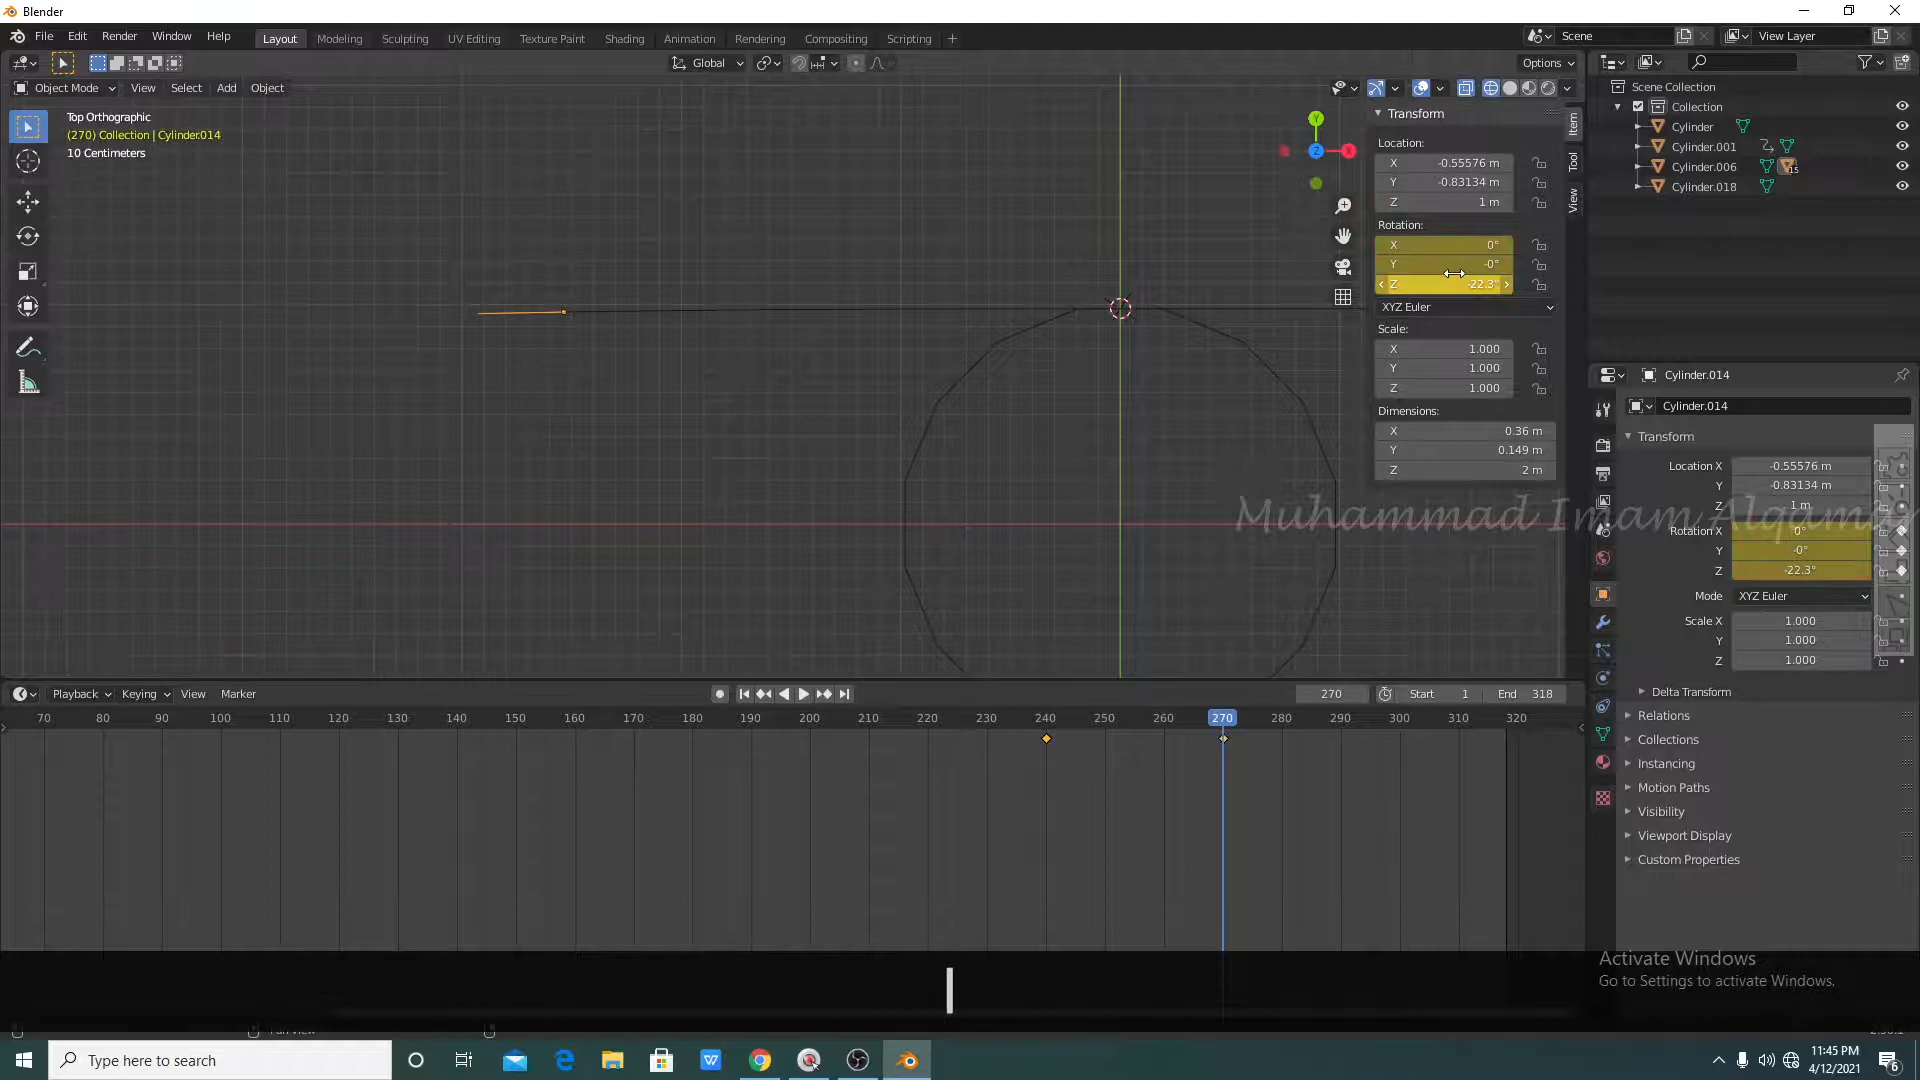 Blender
File Edit Render Window Help
Layout Modeling Sculpting UV Editing Texture Paint Shading Animation Rendering Compositing Scripting +
Scene
View Layer
Global
Options
Object Mode View Select Add Object
Top Orthographic
(270) Collection | Cylinder.014
10 Centimeters
Y
X
Z
Transform
Location:
X -0.55576 m
Y -0.83134 m
Z 1 m
Rotation:
X 0°
Y -0°
Z -22.3°
XYZ Euler
Scale:
X 1.000
Y 1.000
Z 1.000
Dimensions:
X 0.36 m
Y 0.149 m
Z 2 m
Item
Tool
View
Scene Collection
Collection
Cylinder
Cylinder.001
Cylinder.006
15
Cylinder.018
Cylinder.014
Cylinder.014
Transform
Location X -0.55576 m
Y -0.83134 m
Z 1 m
Rotation X 0°
Y -0°
Z -22.3°
Mode XYZ Euler
Scale X 1.000
Y 1.000
Z 1.000
Delta Transform
Relations
Collections
Instancing
Motion Paths
Visibility
Viewport Display
Custom Properties
Muhammad Imam
Playback Keying View Marker
270 Start 1 End 318
70 80 90 100 110 120 130 140 150 160 170 180 190 200 210 220 230 240 250 260 270 280 290 300 310 320
Activate Windows
Go to Settings to activate Windows.
Type here to search
11:45 PM
4/12/2021
6